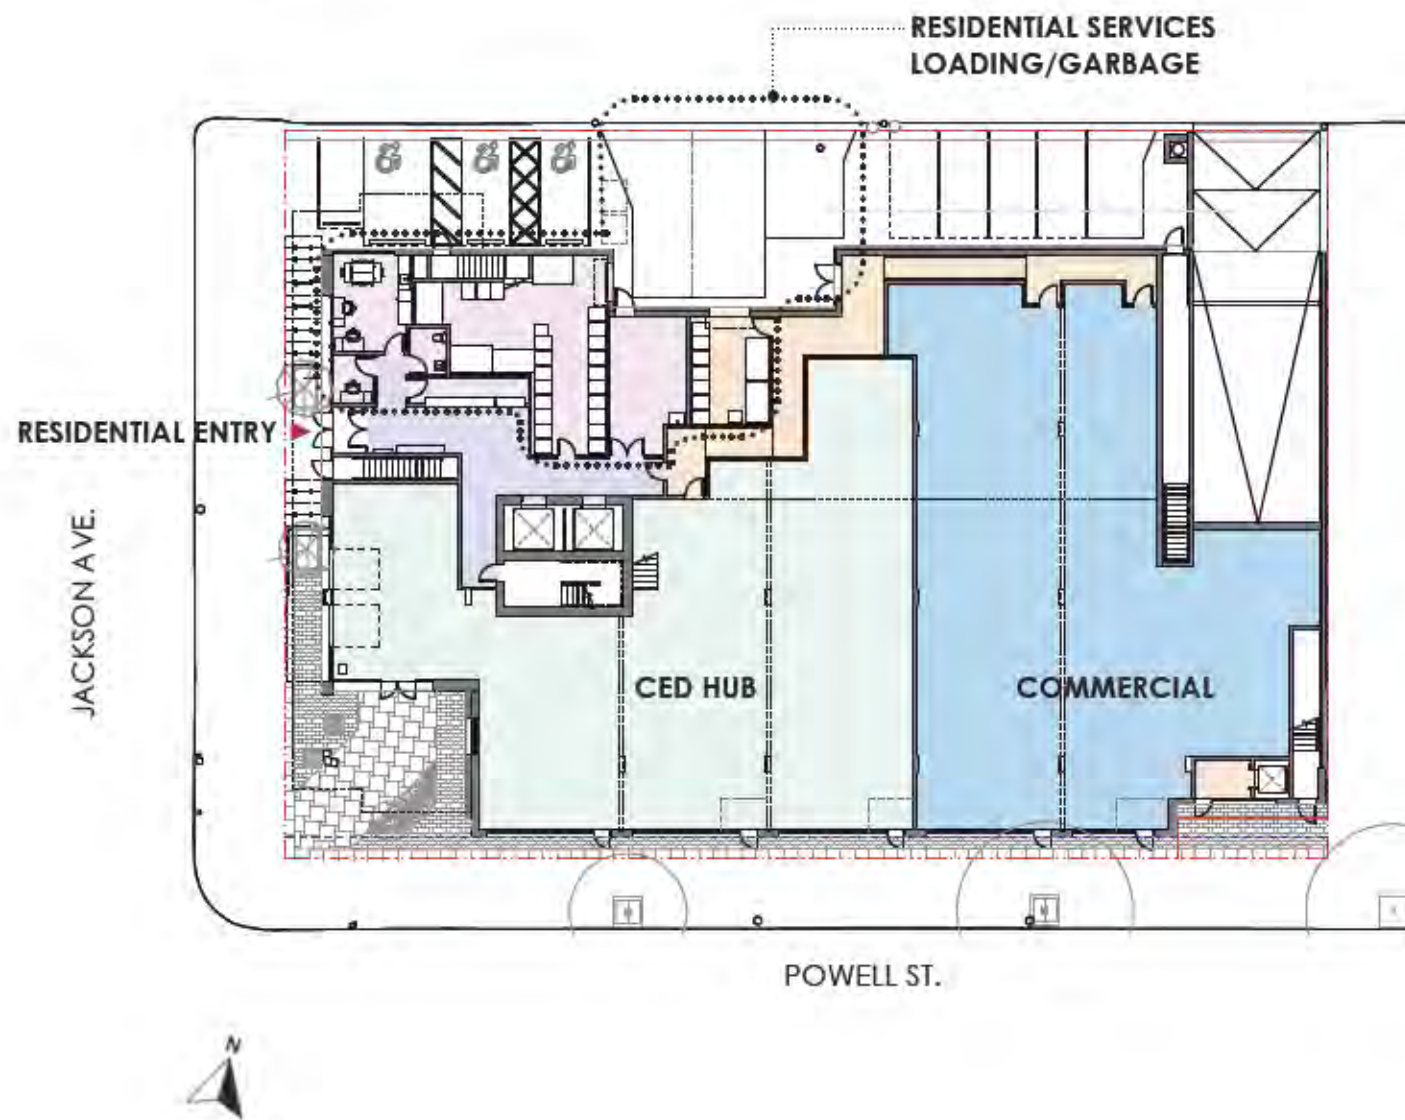 RESIDENTIAL SERVICES
LOADING/GARBAGE
RESIDENTIAL ENTRY
JACKSON AVE.
CED HUB
COMMERCIAL
POWELL ST.
N